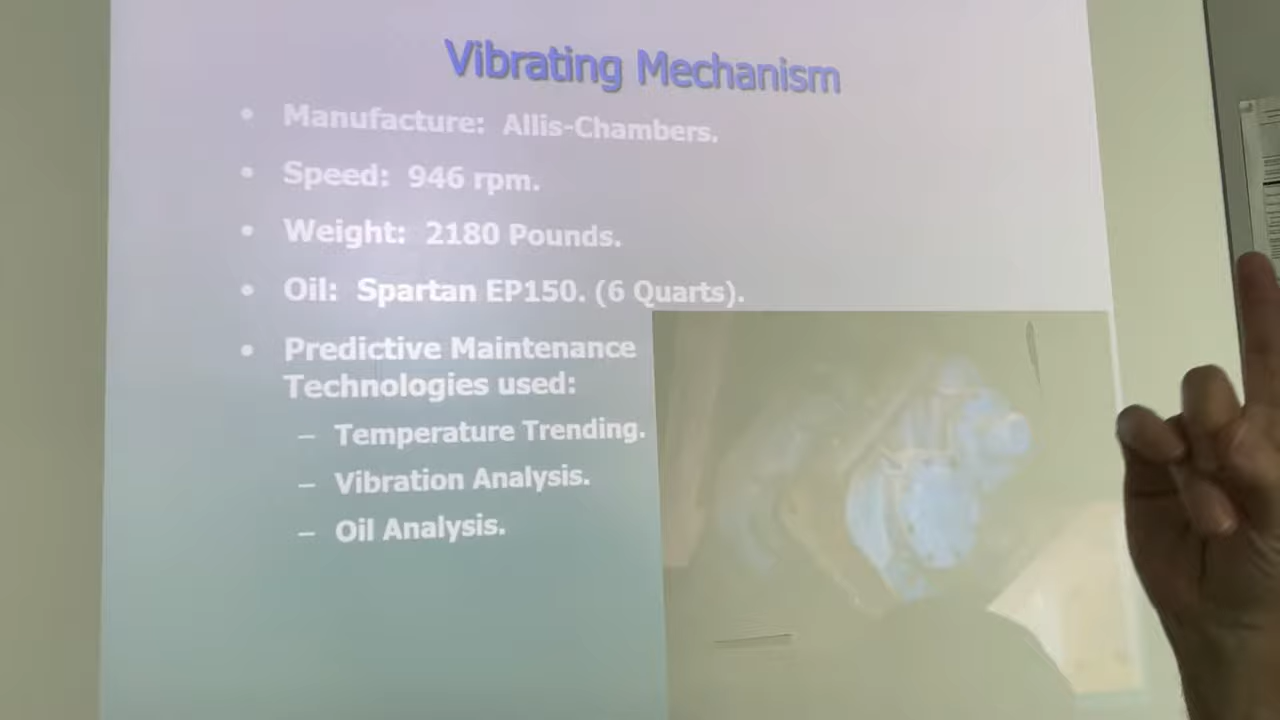 Vibrating Mechanism
• Manufacture: Allis-Chambers.
• Speed: 946 rpm.
• Weight: 2180 Pounds.
• Oil: Spartan EP150. (6 Quarts).
• Predictive Maintenance
Technologies used:
– Temperature Trending.
– Vibration Analysis.
– Oil Analysis.